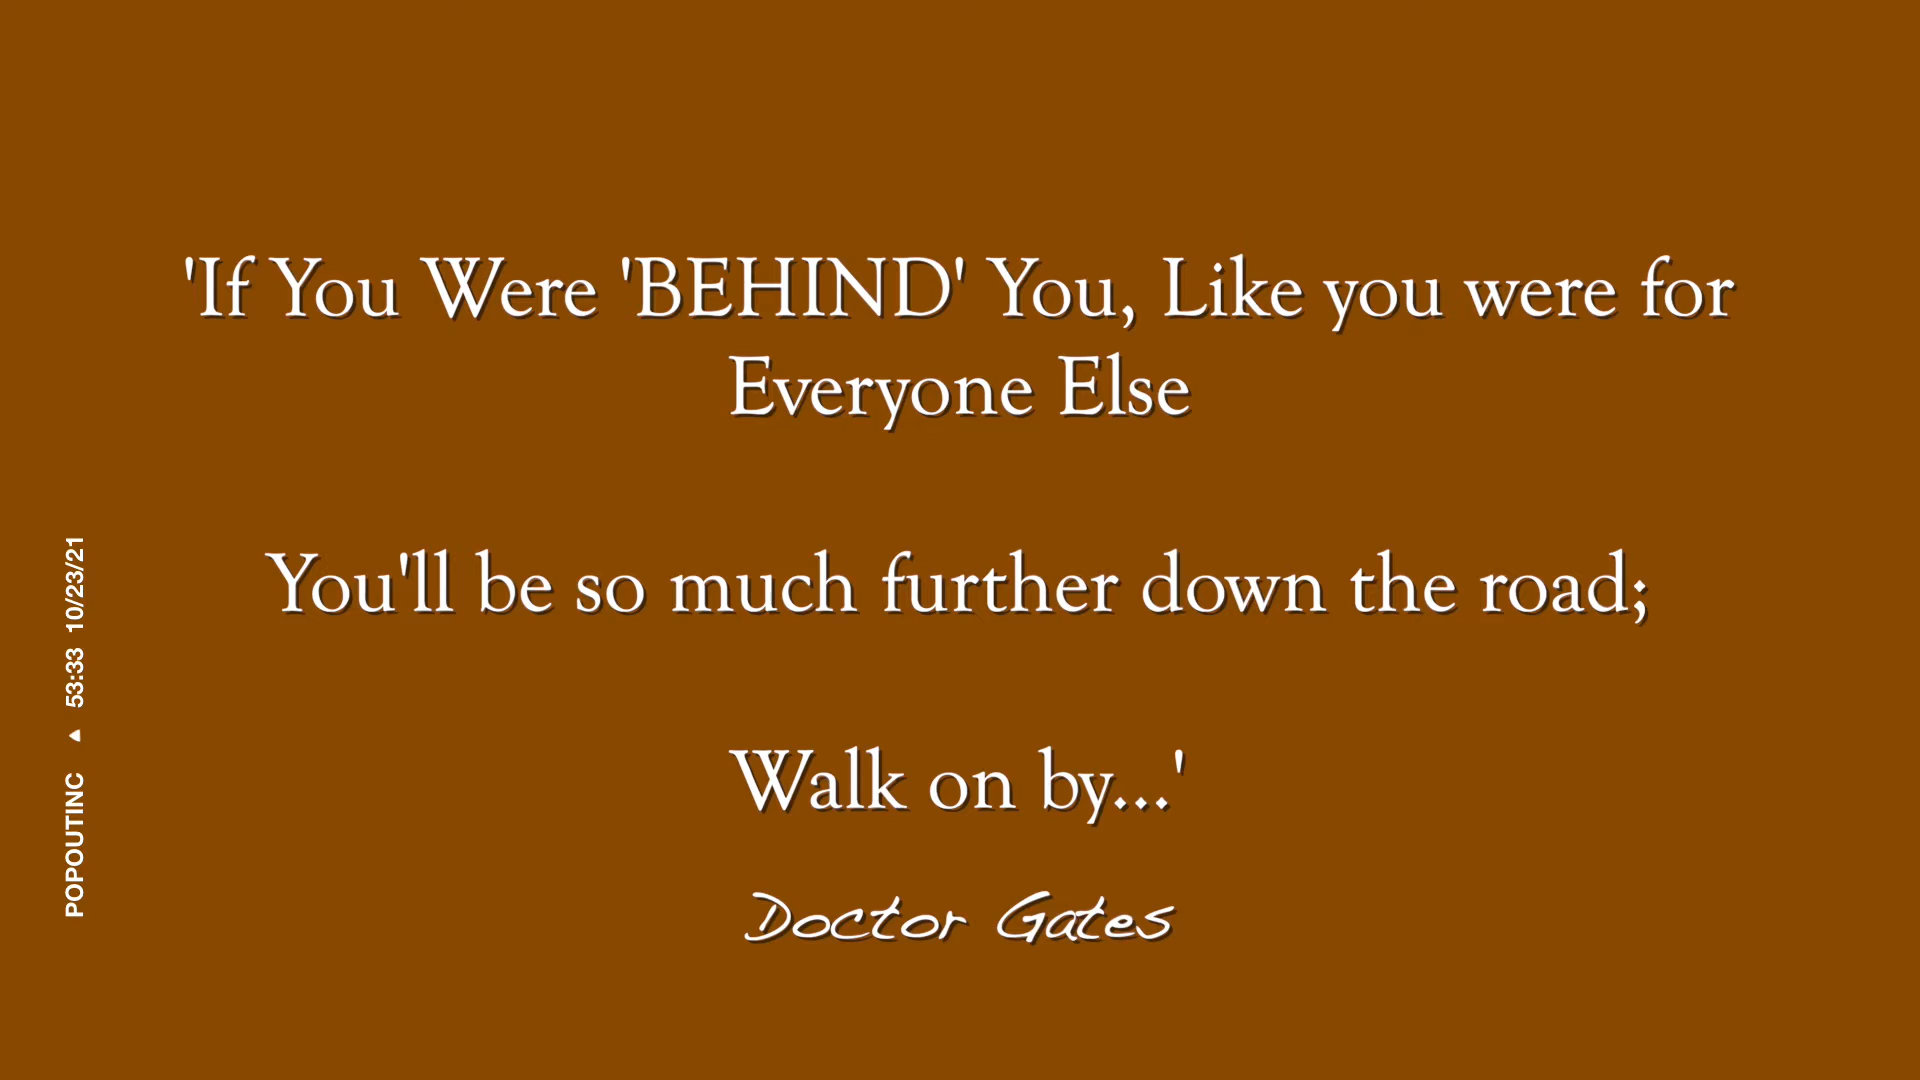 'If You Were 'BEHIND' You, Like you were for
Everyone Else
You'll be so much further down the road;
Walk on by...'
Doctor Gates
POPOUTINC ▲ 53:33 10/23/21